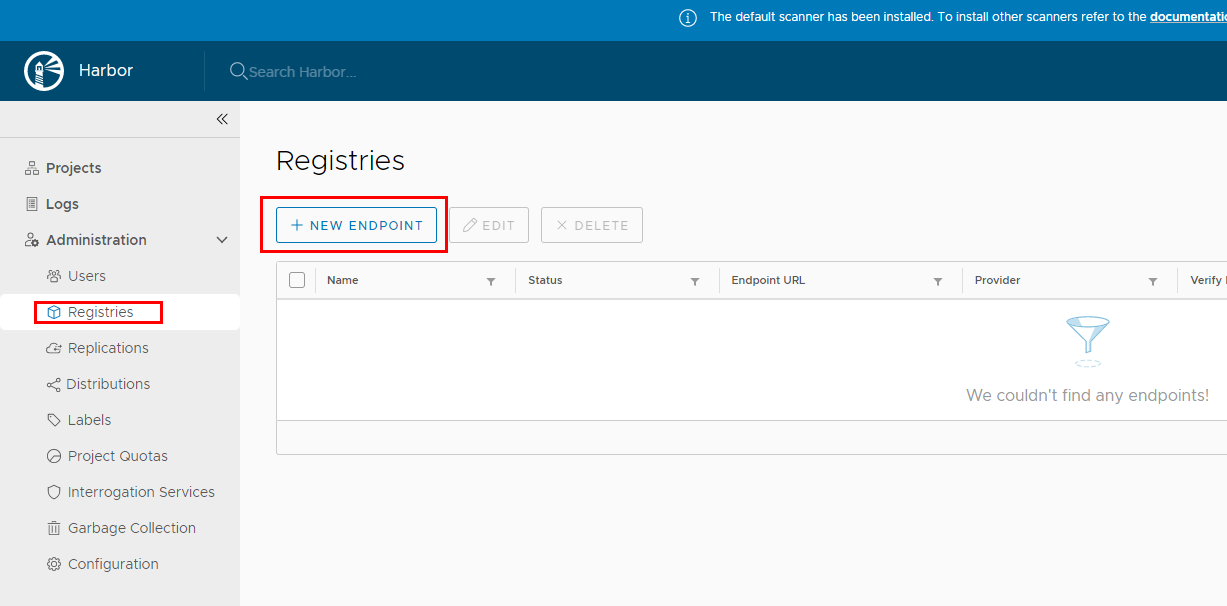 The default scanner has been installed. To install other scanners refer to the documentatio
Harbor
Search Harbor...
Projects
Logs
Administration
Users
Registries
Replications
Distributions
Labels
Project Quotas
Interrogation Services
Garbage Collection
Configuration
Registries
NEW ENDPOINT EDIT DELETE
Name Status Endpoint URL Provider Verify
We couldn't find any endpoints!